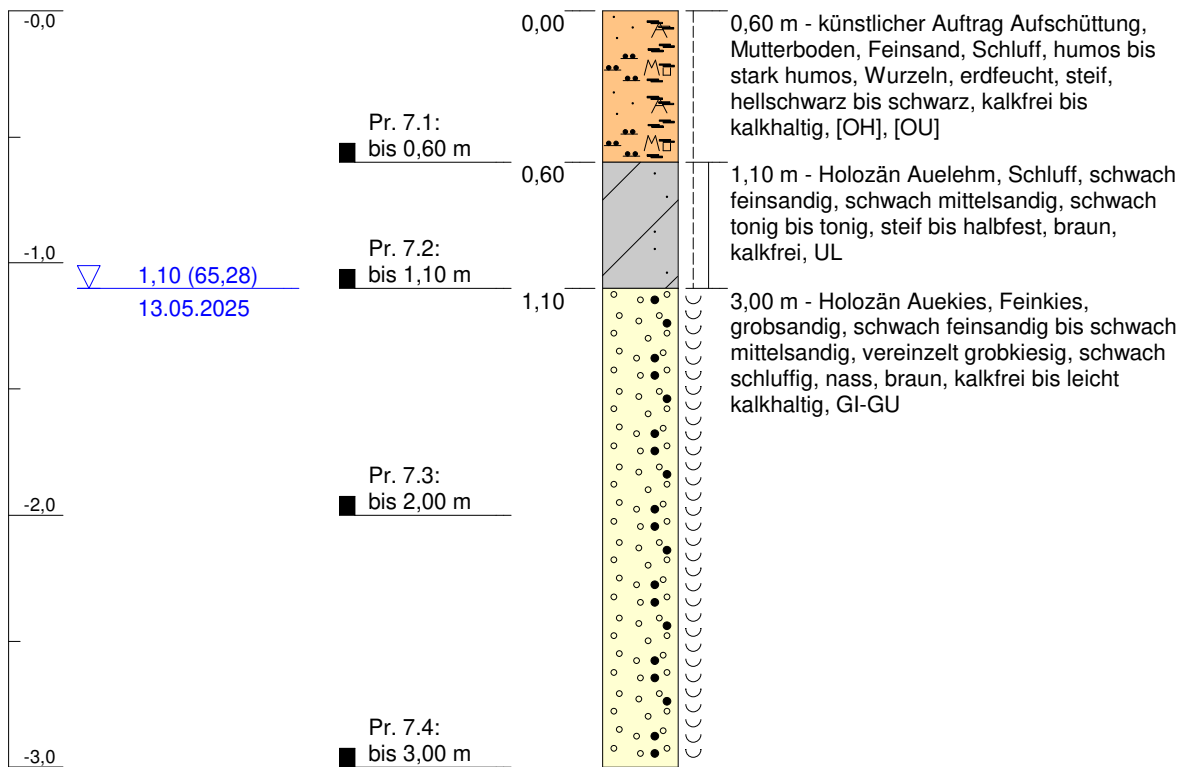 -0,0
0,00
0,60 m - künstlicher Auftrag Aufschüttung,
Mutterboden, Feinsand, Schluff, humos bis
stark humos, Wurzeln, erdfeucht, steif,
hellschwarz bis schwarz, kalkfrei bis
kalkhaltig, [OH], [OU]
Pr. 7.1:
bis 0,60 m
0,60
1,10 m - Holozän Auelehm, Schluff, schwach
feinsandig, schwach mittelsandig, schwach
tonig bis tonig, steif bis halbfest, braun,
kalkfrei, UL
-1,0
1,10 (65,28)
13.05.2025
Pr. 7.2:
bis 1,10 m
1,10
3,00 m - Holozän Auekies, Feinkies,
grobsandig, schwach feinsandig bis schwach
mittelsandig, vereinzelt grobkiesig, schwach
schluffig, nass, braun, kalkfrei bis leicht
kalkhaltig, GI-GU
-2,0
Pr. 7.3:
bis 2,00 m
Pr. 7.4:
bis 3,00 m
-3,0